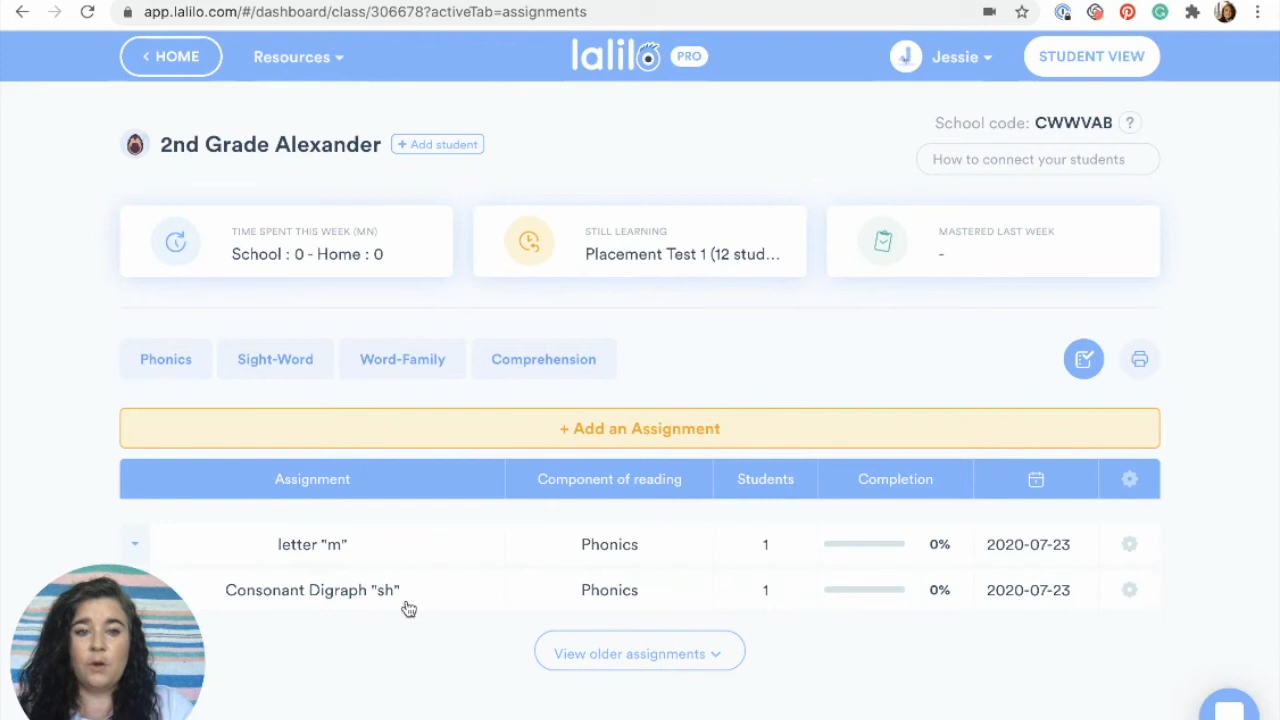 app.lalilo.com/#/dashboard/class/306678?activeTab=assignments
HOME
Resources
lalilo PRO
J Jessie
STUDENT VIEW
2nd Grade Alexander
+ Add student
School code: CWWVAB ?
How to connect your students
TIME SPENT THIS WEEK (MN)
School : 0 - Home : 0
STILL LEARNING
Placement Test 1 (12 stud...
MASTERED LAST WEEK
-
Phonics Sight-Word Word-Family Comprehension
+ Add an Assignment
Assignment Component of reading Students Completion
letter "m" Phonics 1 0% 2020-07-23
Consonant Digraph "sh" Phonics 1 0% 2020-07-23
View older assignments